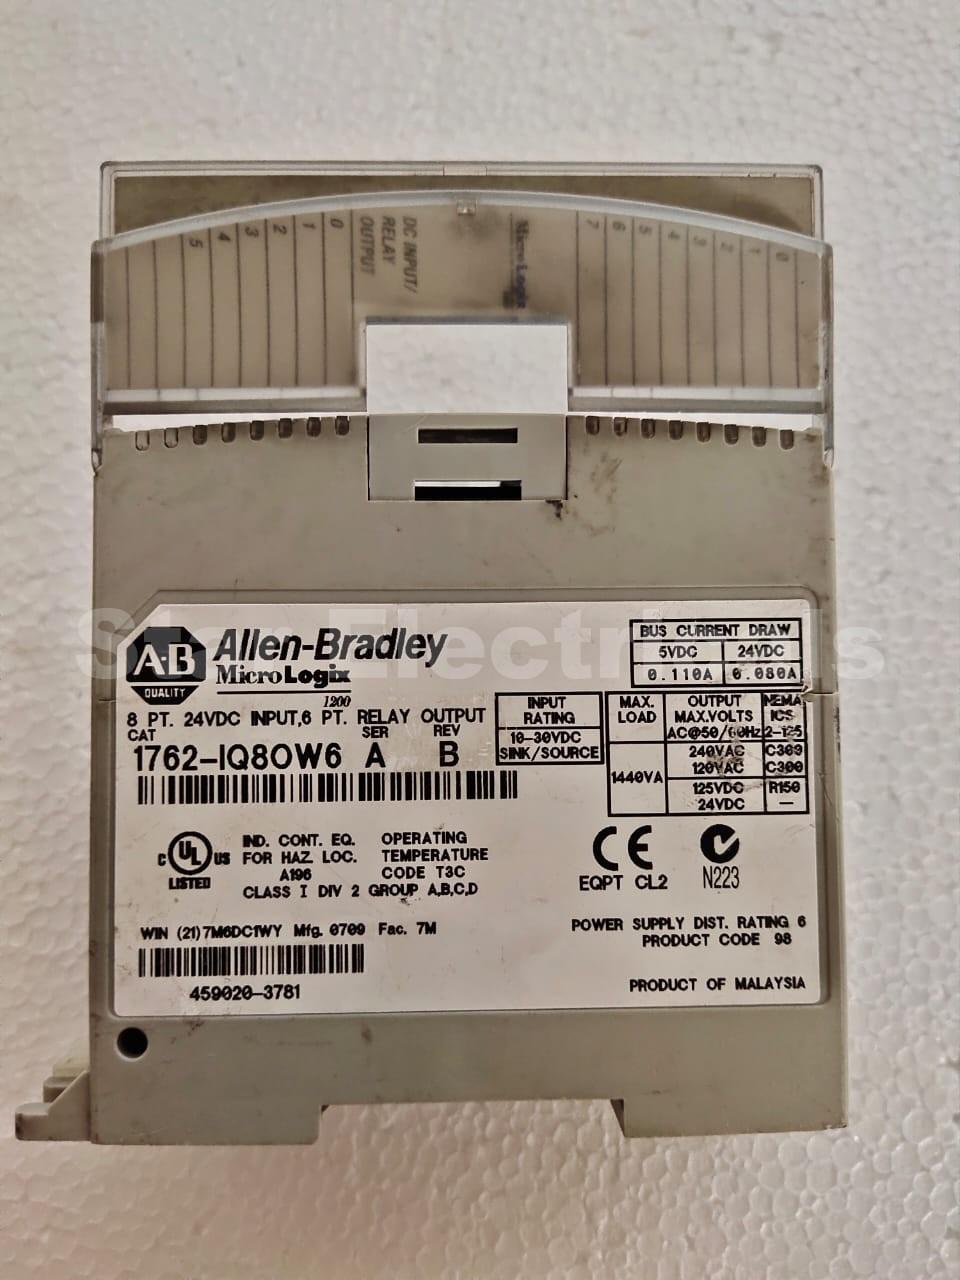 0 1 2 3 4 5 6 7
MicroLogix
DC INPUT/
RELAY
OUTPUT
0 1 2 3 4 5
Star Electricals
A-B
QUALITY
Allen-Bradley
MicroLogix
1200
8 PT. 24VDC INPUT,6 PT. RELAY OUTPUT
CAT SER REV
1762-IQ8OW6 A B
BUS CURRENT DRAW
5VDC 24VDC
0.110A 0.080A
INPUT
RATING
10-30VDC
SINK/SOURCE
MAX. OUTPUT NEMA
LOAD MAX.VOLTS ICS
AC@50/60Hz 2-125
240VAC C300
120VAC C300
1440VA
125VDC R150
24VDC —
C UL US
LISTED
IND. CONT. EQ.
FOR HAZ. LOC.
A196
OPERATING
TEMPERATURE
CODE T3C
CLASS I DIV 2 GROUP A,B,C,D
CE
EQPT CL2
N223
WIN (21)7M6DC1WY Mfg. 0709 Fac. 7M
459020-3781
POWER SUPPLY DIST. RATING 6
PRODUCT CODE 98
PRODUCT OF MALAYSIA